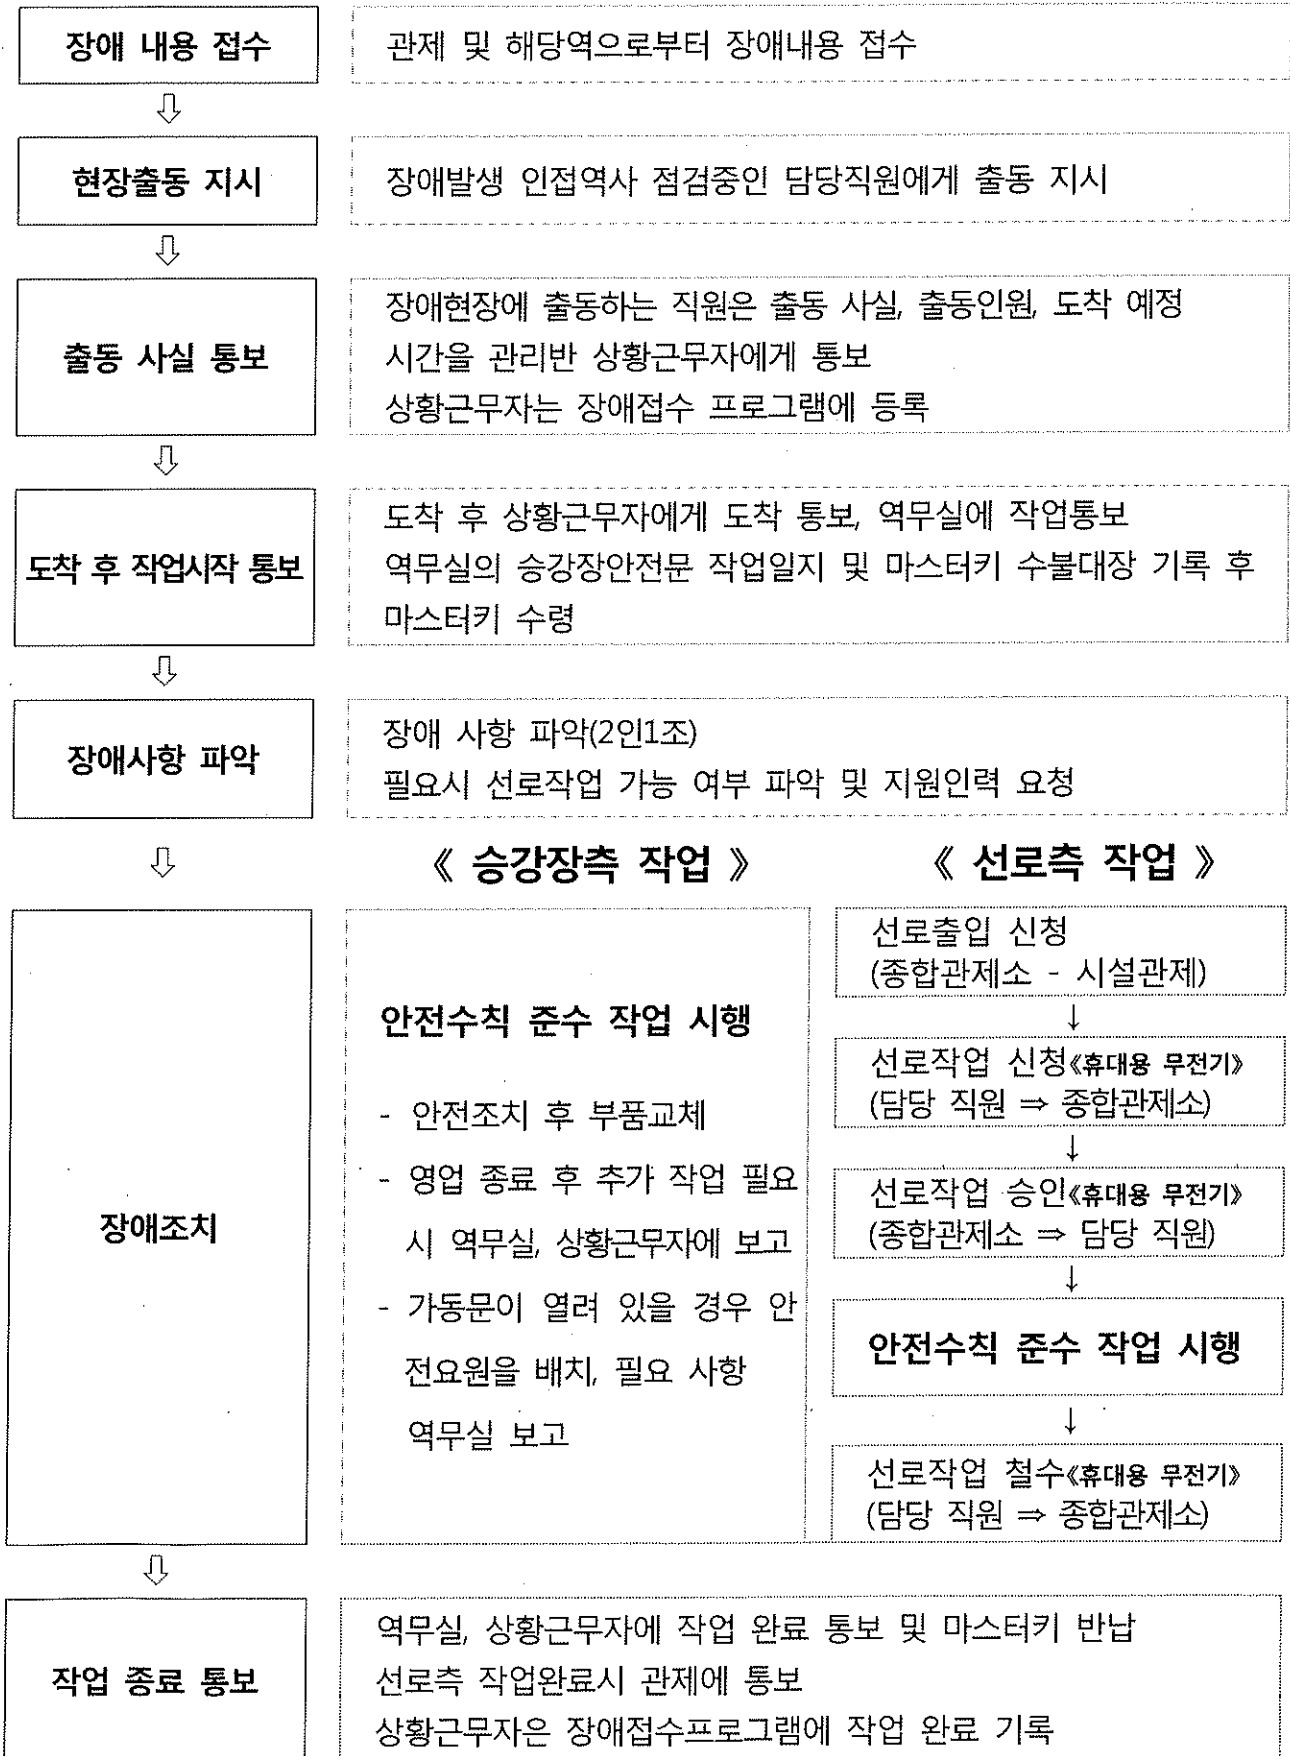 장애 내용 접수
관제 및 해당역으로부터 장애내용 접수
⇩
현장출동 지시
장애발생 인접역사 점검중인 담당직원에게 출동 지시
⇩
출동 사실 통보
장애현장에 출동하는 직원은 출동 사실, 출동인원, 도착 예정
시간을 관리반 상황근무자에게 통보
상황근무자는 장애접수 프로그램에 등록
⇩
도착 후 작업시작 통보
도착 후 상황근무자에게 도착 통보, 역무실에 작업통보
역무실의 승강장안전문 작업일지 및 마스터키 수불대장 기록 후
마스터키 수령
⇩
장애사항 파악
장애 사항 파악(2인1조)
필요시 선로작업 가능 여부 파악 및 지원인력 요청
⇩
《 승강장측 작업 》
《 선로측 작업 》
장애조치
안전수칙 준수 작업 시행
- 안전조치 후 부품교체
- 영업 종료 후 추가 작업 필요
시 역무실, 상황근무자에 보고
- 가동문이 열려 있을 경우 안
전요원을 배치, 필요 사항
역무실 보고
선로출입 신청
(종합관제소 - 시설관제)
↓
선로작업 신청《휴대용 무전기》
(담당 직원 ⇒ 종합관제소)
↓
선로작업 승인《휴대용 무전기》
(종합관제소 ⇒ 담당 직원)
↓
안전수칙 준수 작업 시행
↓
선로작업 철수《휴대용 무전기》
(담당 직원 ⇒ 종합관제소)
⇩
작업 종료 통보
역무실, 상황근무자에 작업 완료 통보 및 마스터키 반납
선로측 작업완료시 관제에 통보
상황근무자은 장애접수프로그램에 작업 완료 기록